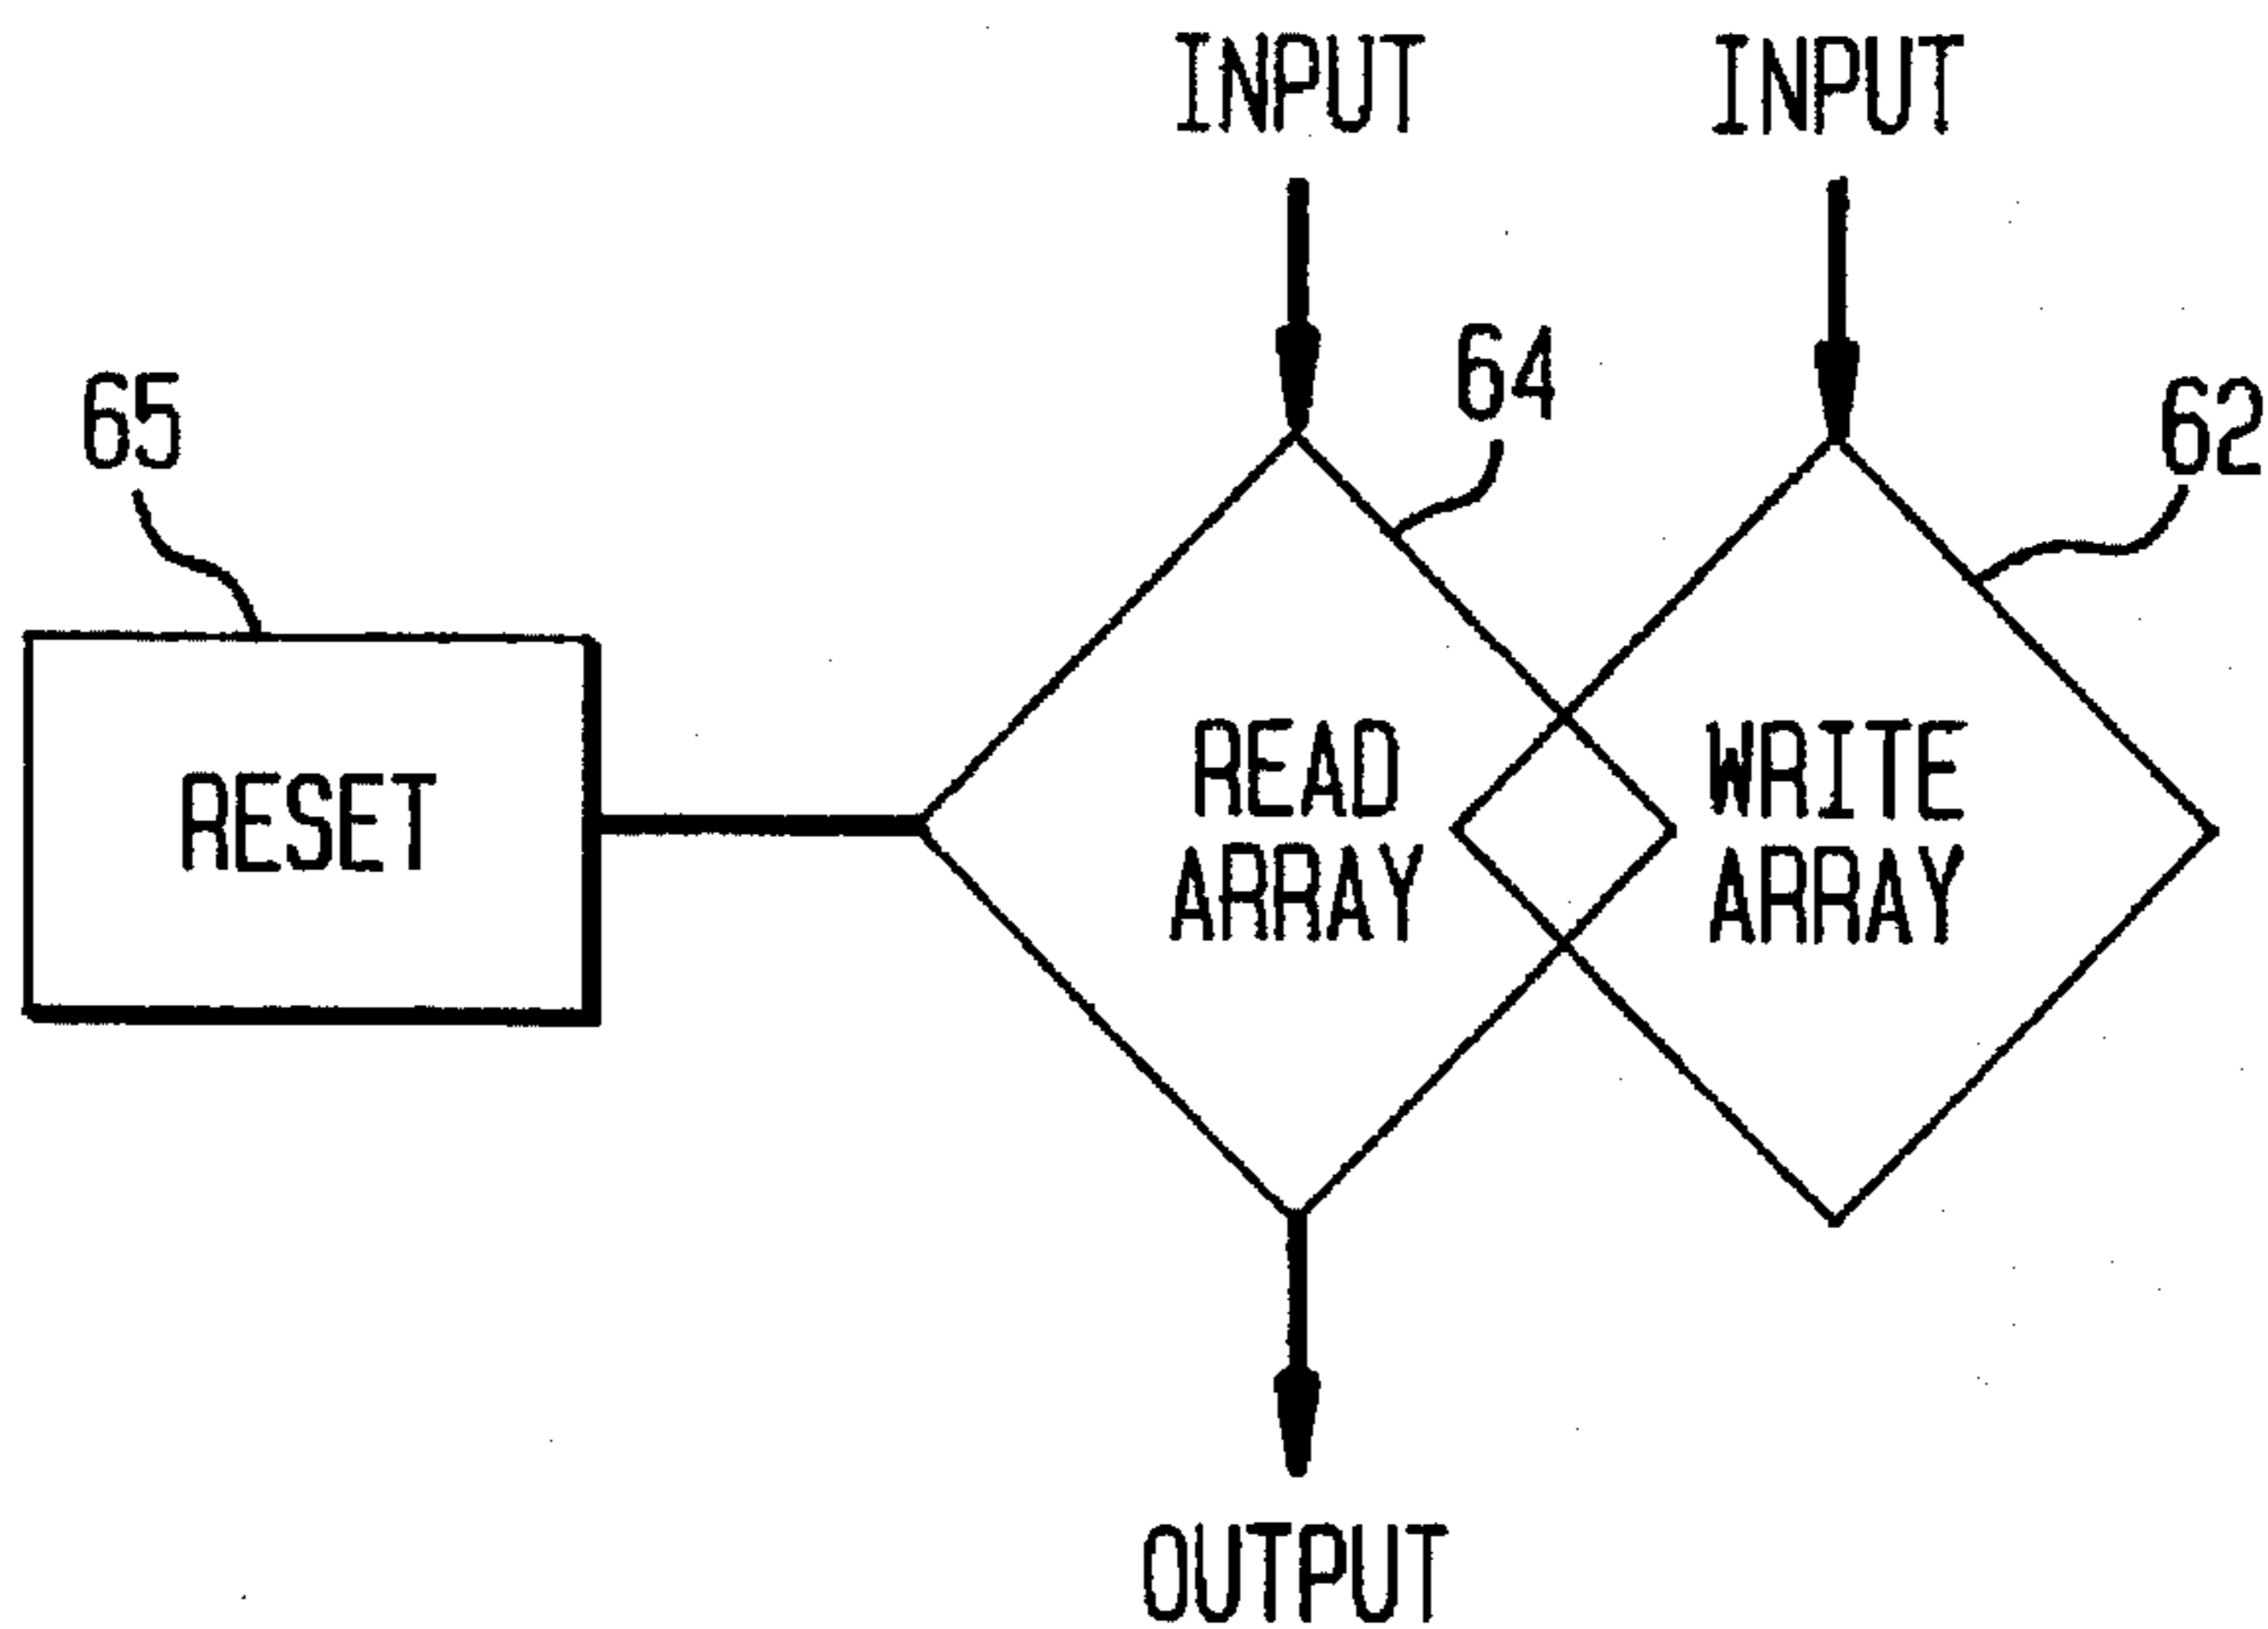 INPUT
INPUT
64
65
62
READ
ARRAY
WRITE
ARRAY
RESET
OUTPUT